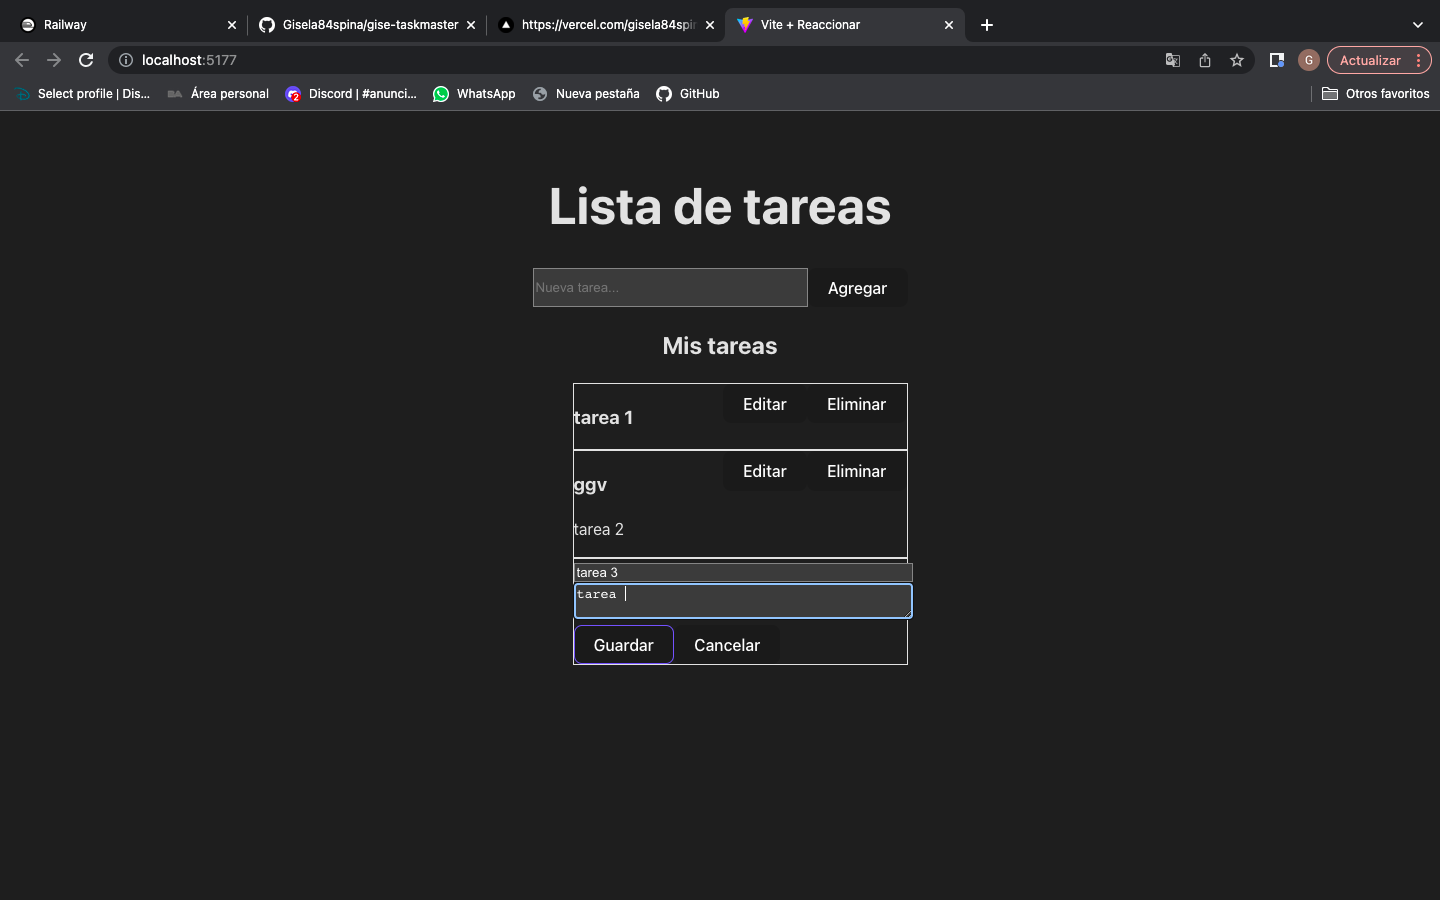 Railway
Gisela84spina/gise-taskmaster
https://vercel.com/gisela84spin
Vite + Reaccionar
localhost:5177
G
Actualizar
Select profile | Dis...
Área personal
2
Discord | #anunci...
WhatsApp
Nueva pestaña
GitHub
Otros favoritos
Lista de tareas
Nueva tarea...
Agregar
Mis tareas
tarea 1
Editar
Eliminar
ggv
Editar
Eliminar
tarea 2
tarea 3
tarea
Guardar
Cancelar